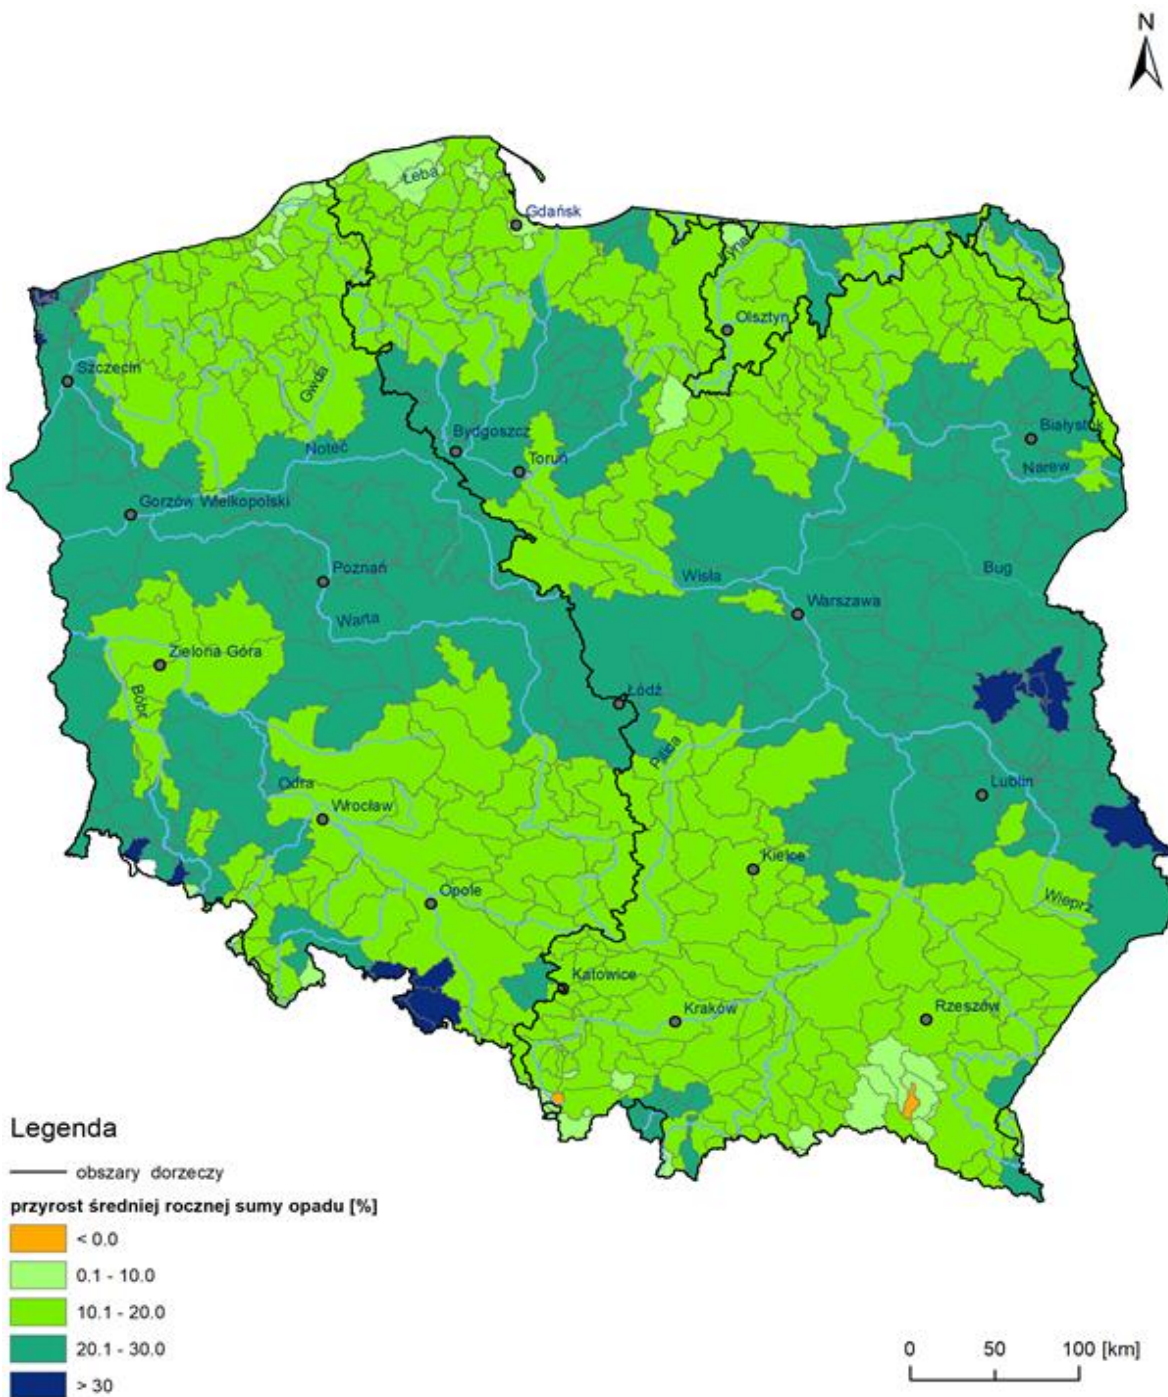 N
Łeba
Gdańsk
Łyna
Olsztyn
Szczecin
Gwda
Białystok
Bydgoszcz
Noteć
Toruń
Narew
Gorzów Wielkopolski
Poznań
Wisła
Bug
Warszawa
Warta
Zielona Góra
Bóbr
Łódź
Pilica
Odra
Lublin
Wrocław
Kielce
Opole
Wieprz
Katowice
Kraków
Rzeszów
Legenda
obszary dorzeczy
przyrost średniej rocznej sumy opadu [%]
< 0.0
0.1 - 10.0
10.1 - 20.0
20.1 - 30.0
> 30
0 50 100 [km]